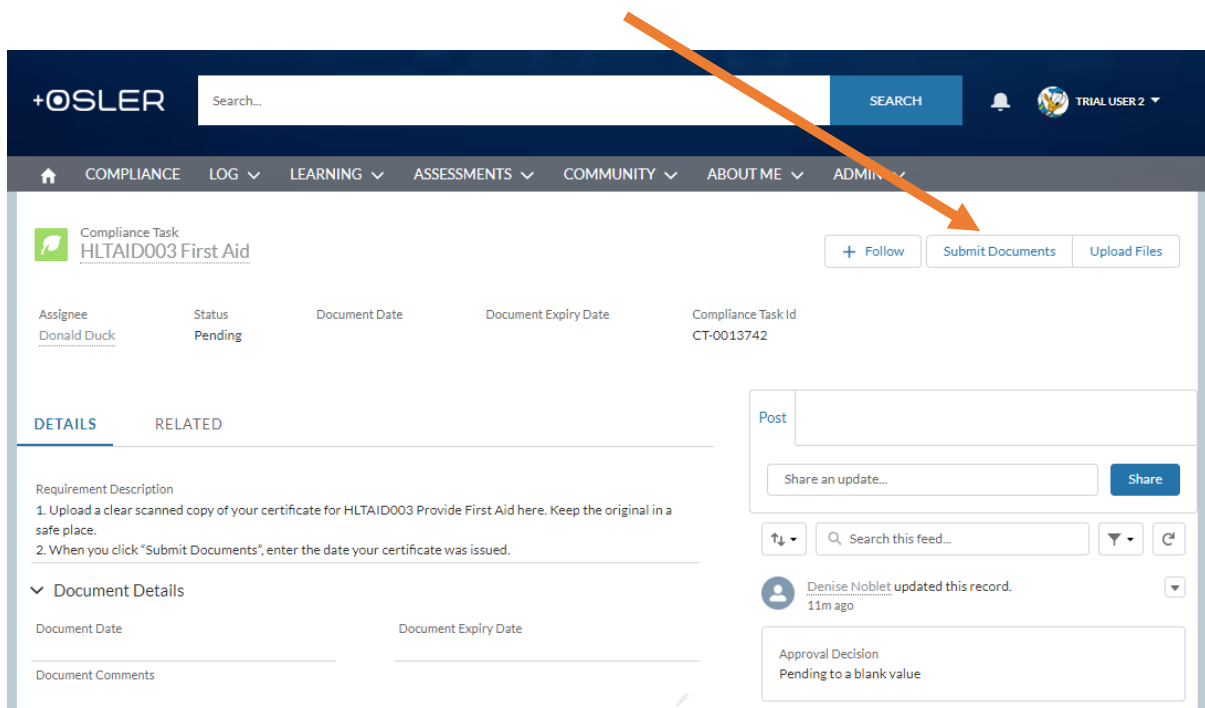 +OSLER
Search...
SEARCH
TRIAL USER 2
COMPLIANCE LOG LEARNING ASSESSMENTS COMMUNITY ABOUT ME ADMIN
Compliance Task
HLTAID003 First Aid
+ Follow
Submit Documents
Upload Files
Assignee Status Document Date Document Expiry Date Compliance Task Id
Donald Duck Pending CT-0013742
DETAILS RELATED
Post
Share an update...
Share
Requirement Description
1. Upload a clear scanned copy of your certificate for HLTAID003 Provide First Aid here. Keep the original in a
safe place.
2. When you click “Submit Documents”, enter the date your certificate was issued.
Search this feed...
Document Details
Document Date Document Expiry Date
Document Comments
Denise Noblet updated this record.
11m ago
Approval Decision
Pending to a blank value